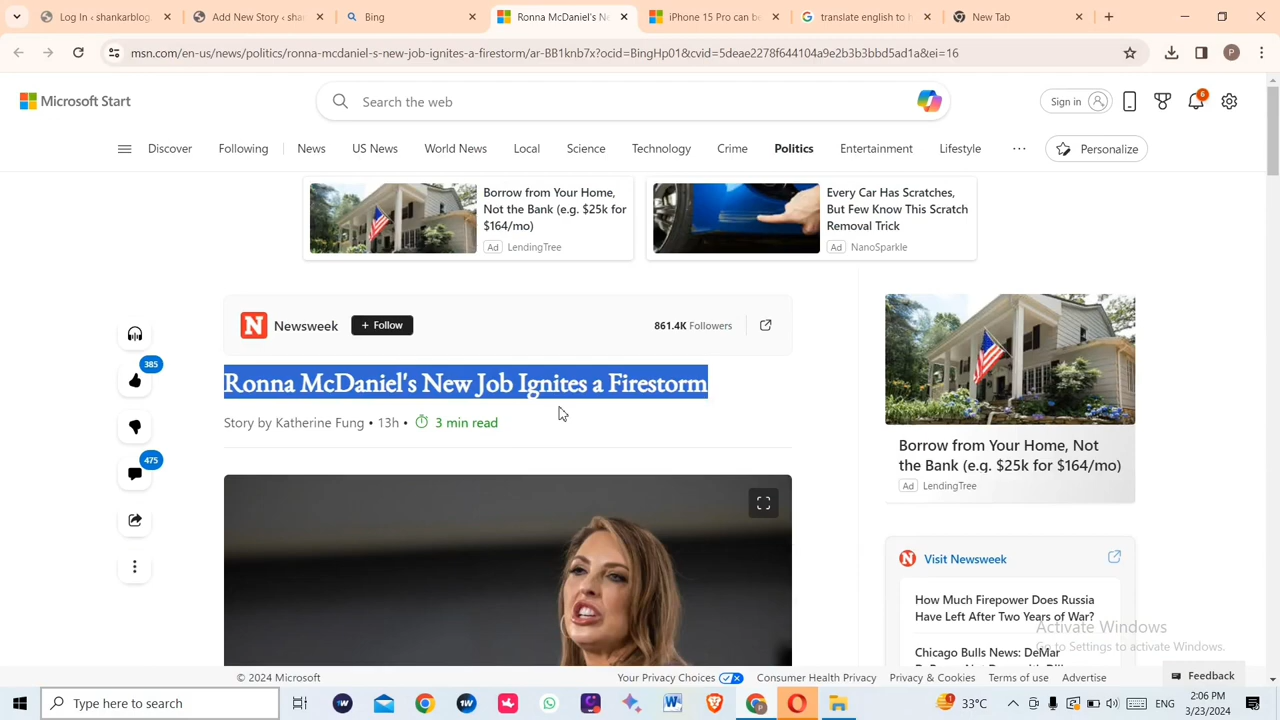 Log In ‹ shankarblog.
Add New Story ‹ sha
Bing
Ronna McDaniel's Ne
iPhone 15 Pro can be
translate english to h
New Tab
msn.com/en-us/news/politics/ronna-mcdaniel-s-new-job-ignites-a-firestorm/ar-BB1knb7x?ocid=BingHp01&cvid=5deae2278f644104a9e2b3b3bbd5ad1a&ei=16
P
Microsoft Start
Search the web
Sign in
6
Discover Following News US News World News Local Science Technology Crime Politics Entertainment Lifestyle ... Personalize
Borrow from Your Home,
Not the Bank (e.g. $25k for
$164/mo)
Ad LendingTree
Every Car Has Scratches,
But Few Know This Scratch
Removal Trick
Ad NanoSparkle
N Newsweek + Follow 861.4K Followers
385
475
Ronna McDaniel's New Job Ignites a Firestorm
Story by Katherine Fung • 13h • 3 min read
Borrow from Your Home, Not
the Bank (e.g. $25k for $164/mo)
Ad LendingTree
N Visit Newsweek
How Much Firepower Does Russia
Have Left After Two Years of War?
Chicago Bulls News: DeMar
Activate Windows
Go to Settings to activate Windows.
© 2024 Microsoft
Your Privacy Choices Consumer Health Privacy Privacy & Cookies Terms of use Advertise
Feedback
Type here to search
33°C
ENG
2:06 PM
3/23/2024